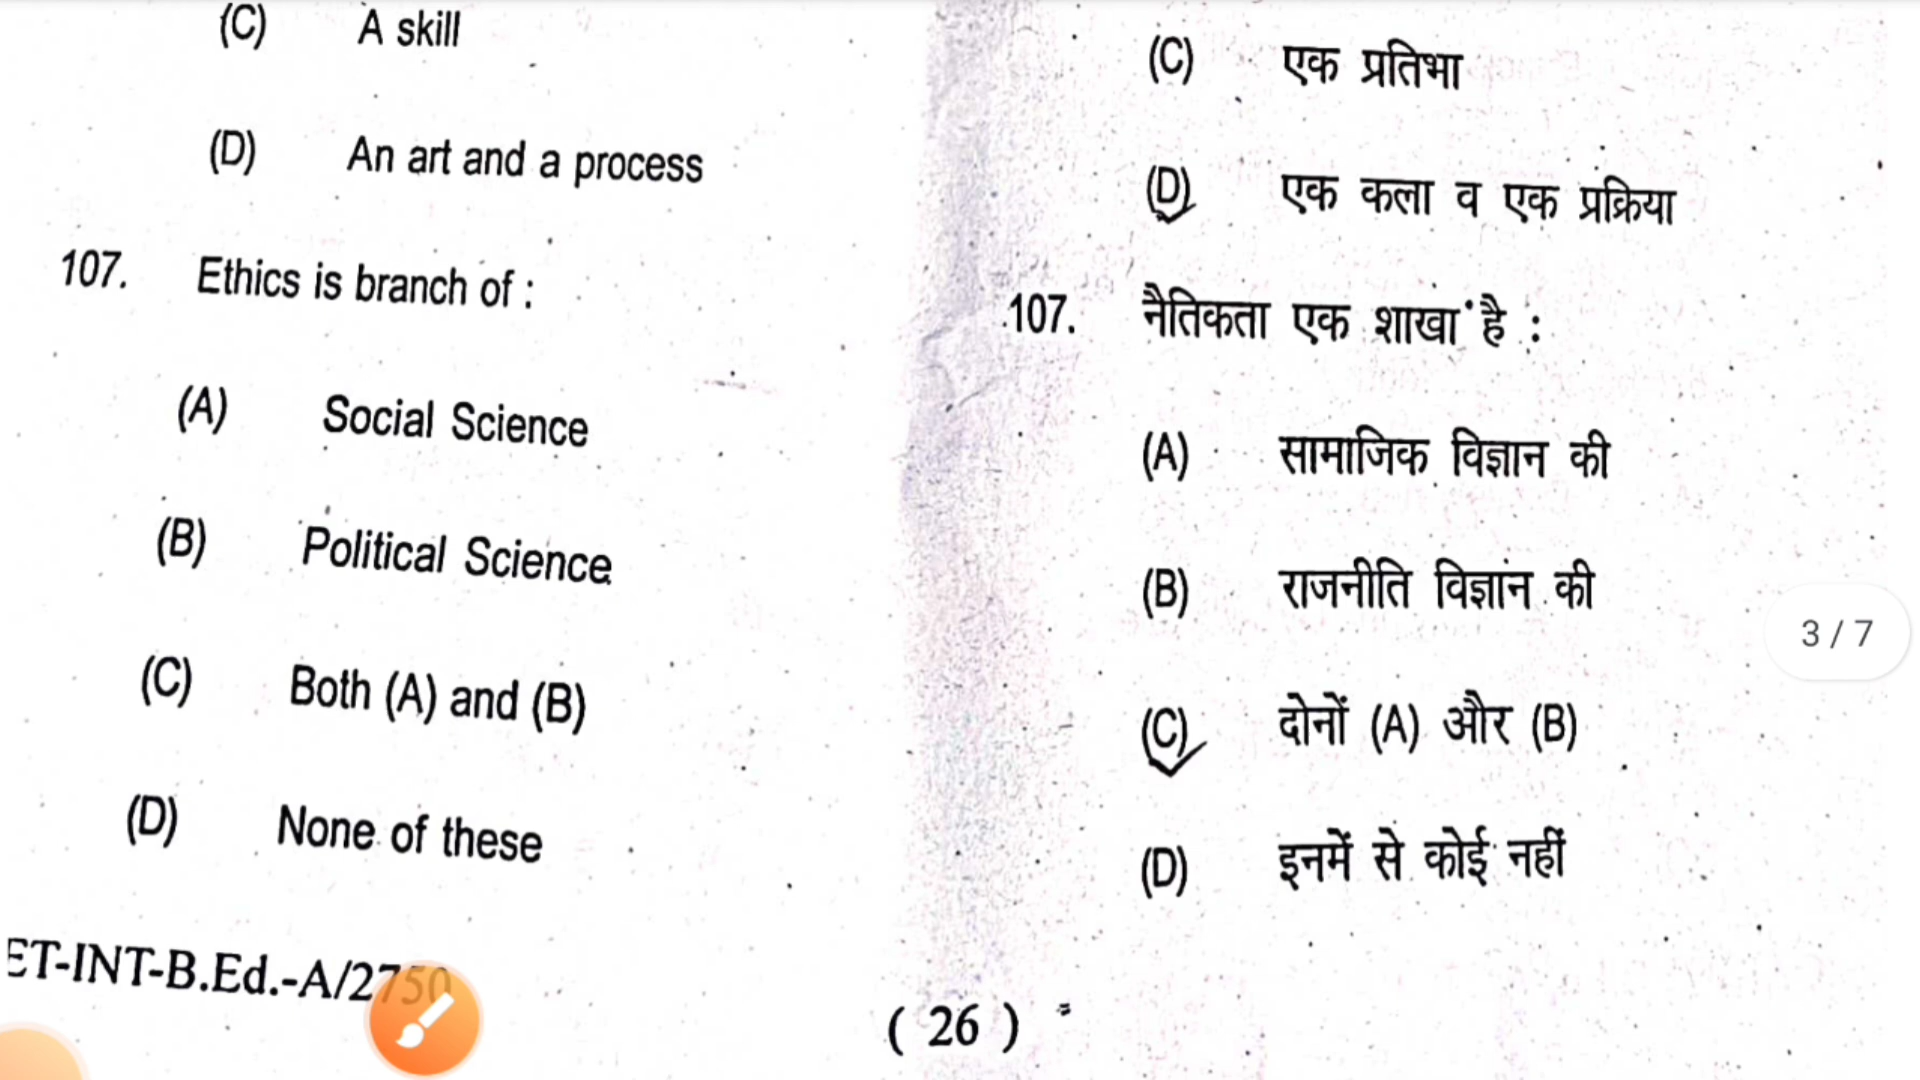 (C) A skill
(D) An art and a process
107. Ethics is branch of :
(A) Social Science
(B) Political Science
(C) Both (A) and (B)
(D) None of these
ET-INT-B.Ed.-A/2750
(C) एक प्रतिभा
(D) एक कला व एक प्रक्रिया
107. नैतिकता एक शाखा है :
(A) सामाजिक विज्ञान की
(B) राजनीति विज्ञान की
(C) दोनों (A) और (B)
(D) इनमें से कोई नहीं
3 / 7
( 26 )